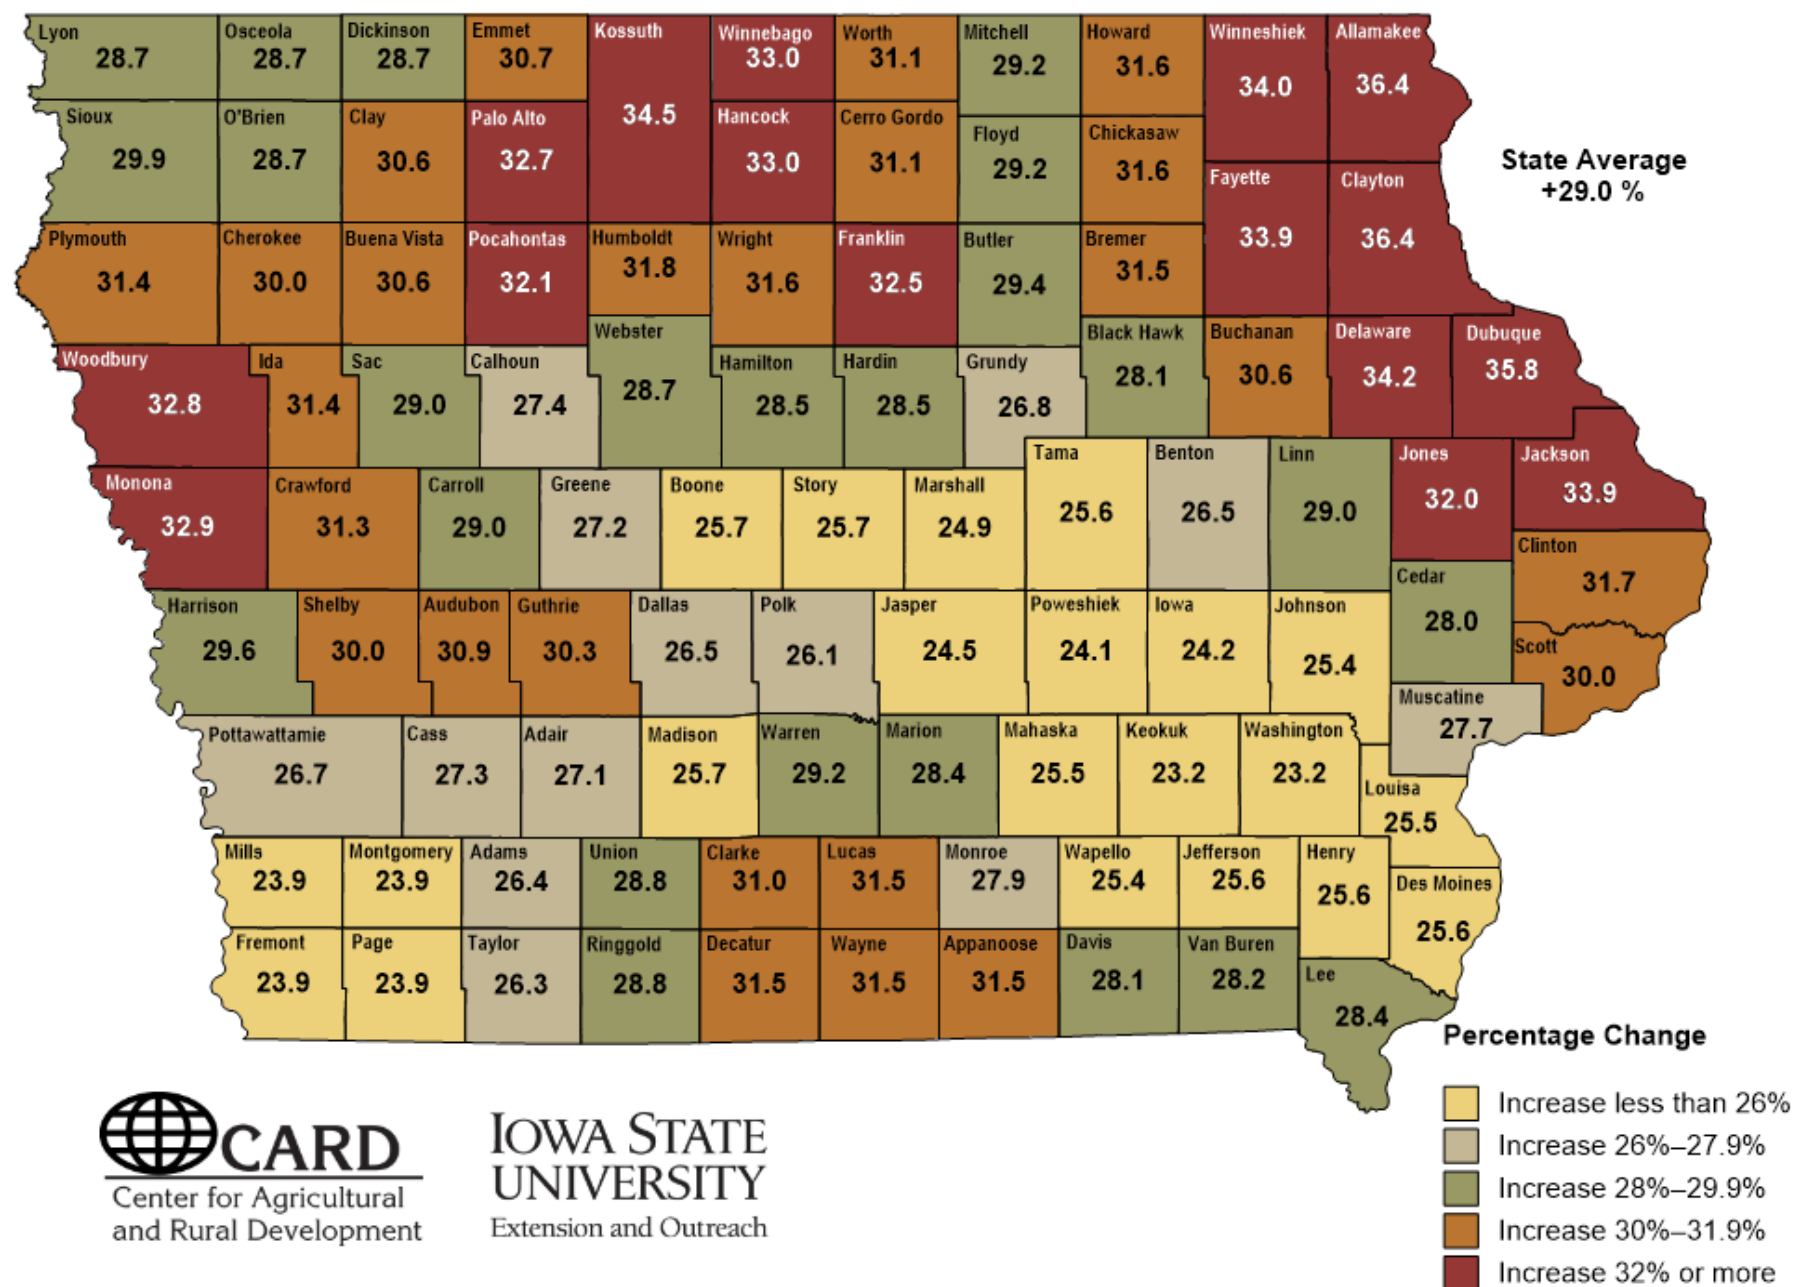 Lyon
28.7
Osceola
28.7
Dickinson
28.7
Emmet
30.7
Kossuth
34.5
Winnebago
33.0
Worth
31.1
Mitchell
29.2
Howard
31.6
Winneshiek
34.0
Allamakee
36.4
Sioux
29.9
O'Brien
28.7
Clay
30.6
Palo Alto
32.7
Hancock
33.0
Cerro Gordo
31.1
Floyd
29.2
Chickasaw
31.6
State Average
+29.0 %
Fayette
33.9
Clayton
36.4
Plymouth
31.4
Cherokee
30.0
Buena Vista
30.6
Pocahontas
32.1
Humboldt
31.8
Wright
31.6
Franklin
32.5
Butler
29.4
Bremer
31.5
Woodbury
32.8
Ida
31.4
Sac
29.0
Calhoun
27.4
Webster
28.7
Hamilton
28.5
Hardin
28.5
Grundy
26.8
Black Hawk
28.1
Buchanan
30.6
Delaware
34.2
Dubuque
35.8
Monona
32.9
Crawford
31.3
Carroll
29.0
Greene
27.2
Boone
25.7
Story
25.7
Marshall
24.9
Tama
25.6
Benton
26.5
Linn
29.0
Jones
32.0
Jackson
33.9
Clinton
31.7
Cedar
28.0
Harrison
29.6
Shelby
30.0
Audubon
30.9
Guthrie
30.3
Dallas
26.5
Polk
26.1
Jasper
24.5
Poweshiek
24.1
Iowa
24.2
Johnson
25.4
Scott
30.0
Muscatine
27.7
Pottawattamie
26.7
Cass
27.3
Adair
27.1
Madison
25.7
Warren
29.2
Marion
28.4
Mahaska
25.5
Keokuk
23.2
Washington
23.2
Louisa
25.5
Mills
23.9
Montgomery
23.9
Adams
26.4
Union
28.8
Clarke
31.0
Lucas
31.5
Monroe
27.9
Wapello
25.4
Jefferson
25.6
Henry
25.6
Des Moines
25.6
Fremont
23.9
Page
23.9
Taylor
26.3
Ringgold
28.8
Decatur
31.5
Wayne
31.5
Appanoose
31.5
Davis
28.1
Van Buren
28.2
Lee
28.4
Percentage Change
Increase less than 26%
Increase 26%–27.9%
Increase 28%–29.9%
Increase 30%–31.9%
Increase 32% or more
CARD
Center for Agricultural
and Rural Development
IOWA STATE
UNIVERSITY
Extension and Outreach